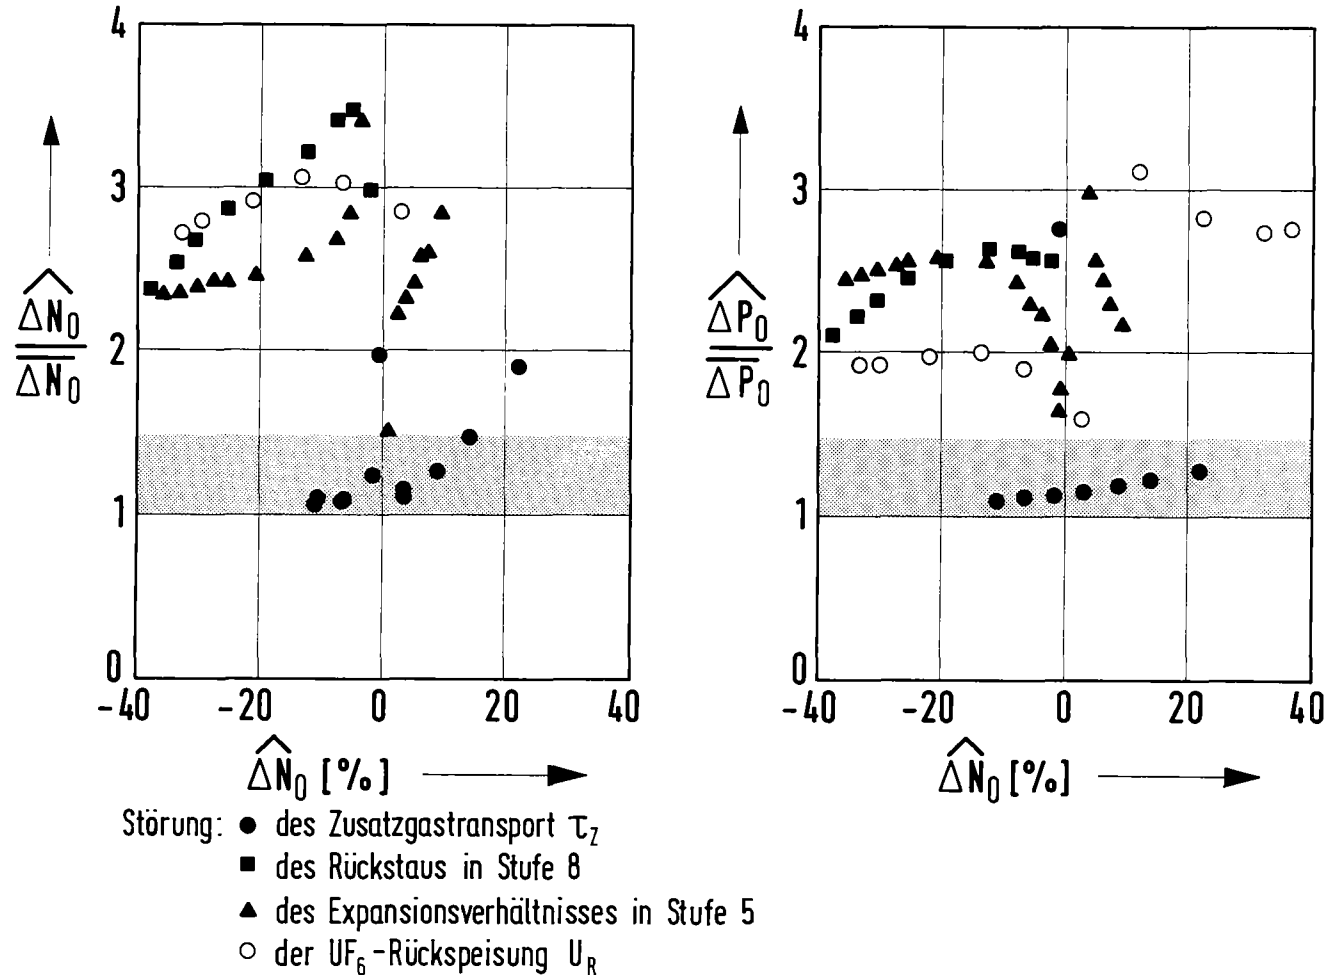 4
3
2
1
0
-40 -20 0 20 40
ΔN₀
ΔN₀
ΔN₀ [%]
4
3
2
1
0
-40 -20 0 20 40
ΔP₀
ΔP₀
ΔN₀ [%]
Störung: ● des Zusatzgastransport τ_Z
■ des Rückstaus in Stufe 8
▲ des Expansionsverhältnisses in Stufe 5
○ der UF₆-Rückspeisung U_R